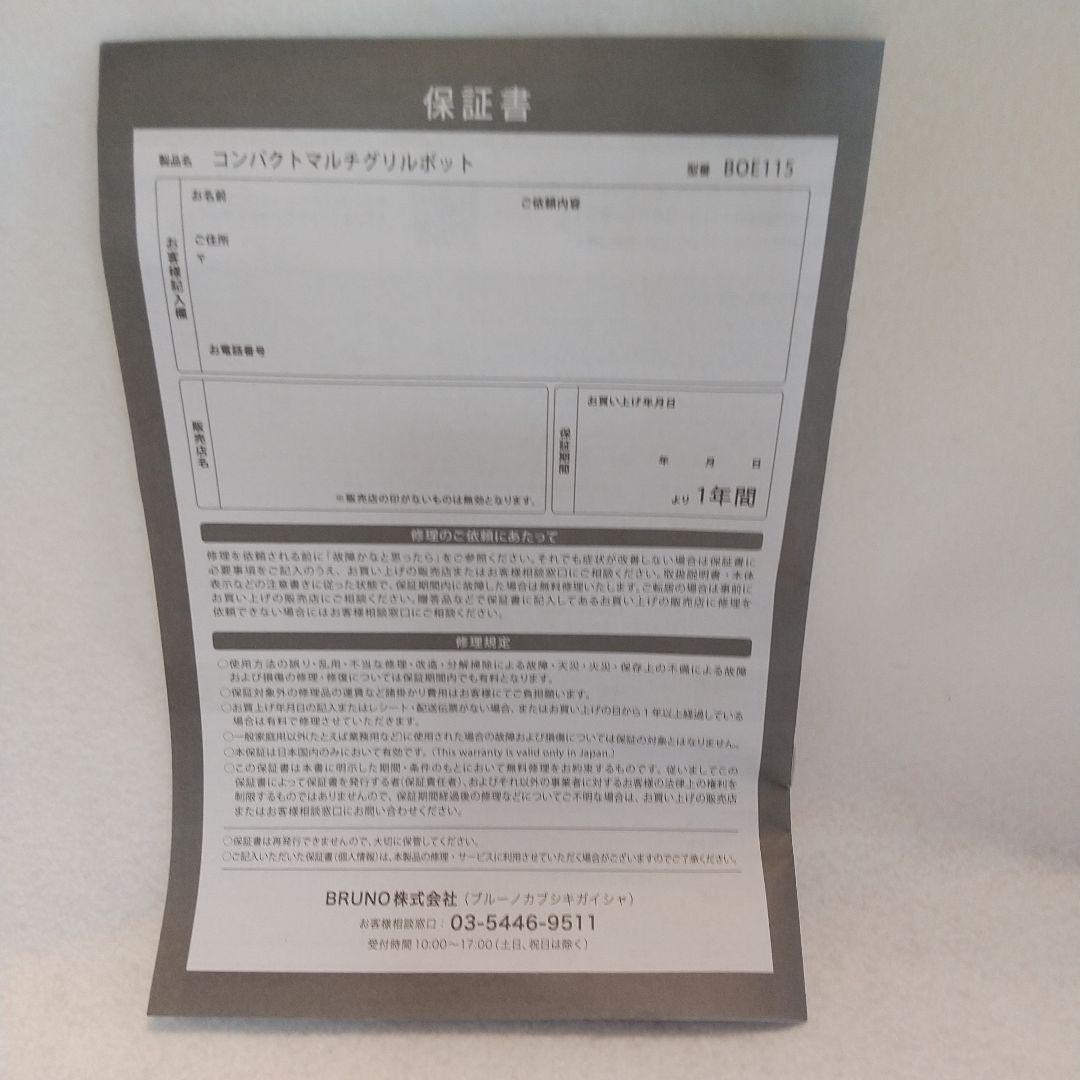 保証書
製品名 コンパクトマルチグリルポット 型番 BOE115
お客様記入欄
お名前
ご依頼内容
ご住所
〒
お電話番号
販売店名
※販売店の印がないものは無効となります。
保証期間
お買い上げ年月日
年 月 日
より 1年間
修理のご依頼にあたって
修理を依頼される前に「故障かなと思ったら」をご参照ください。それでも症状が改善しない場合は保証書に
必要事項をご記入のうえ、お買い上げの販売店またはお客様相談窓口にご相談ください。取扱説明書・本体
表示などの注意書きに従った状態で、保証期間内に故障した場合は無料修理いたします。ご転居の場合は事前に
お買い上げの販売店にご相談ください。贈答品などで保証書に記入してあるお買い上げの販売店に修理を
依頼できない場合にはお客様相談窓口にご相談ください。
修理規定
○使用方法の誤り・乱用・不当な修理・改造・分解掃除による故障・天災・火災・保存上の不備による故障
および損傷の修理・修復については保証期間内でも有料となります。
○保証対象外の修理品の運賃など諸掛かり費用はお客様にてご負担願います。
○お買上げ年月日の記入またはレシート・配送伝票がない場合、またはお買い上げの日から1年以上経過している
場合は有料で修理させていただきます。
○一般家庭用以外(たとえば業務用など)に使用された場合の故障および損傷については保証の対象とはなりません。
○本保証は日本国内のみにおいて有効です。(This warranty is valid only in Japan.)
○この保証書は本書に明示した期間・条件のもとにおいて無料修理をお約束するものです。従いましてこの
保証書によって保証書を発行する者(保証責任者)、およびそれ以外の事業者に対するお客様の法律上の権利を
制限するものではありませんので、保証期間経過後の修理などについてご不明な場合は、お買い上げの販売店
またはお客様相談窓口にお問い合わせください。
○保証書は再発行できませんので、大切に保管してください。
○ご記入いただいた保証書(個人情報)は、本製品の修理・サービスに利用させていただく場合がございますのでご了承ください。
BRUNO株式会社(ブルーノカブシキガイシャ)
お客様相談窓口:03-5446-9511
受付時間 10:00〜17:00(土日、祝日は除く)